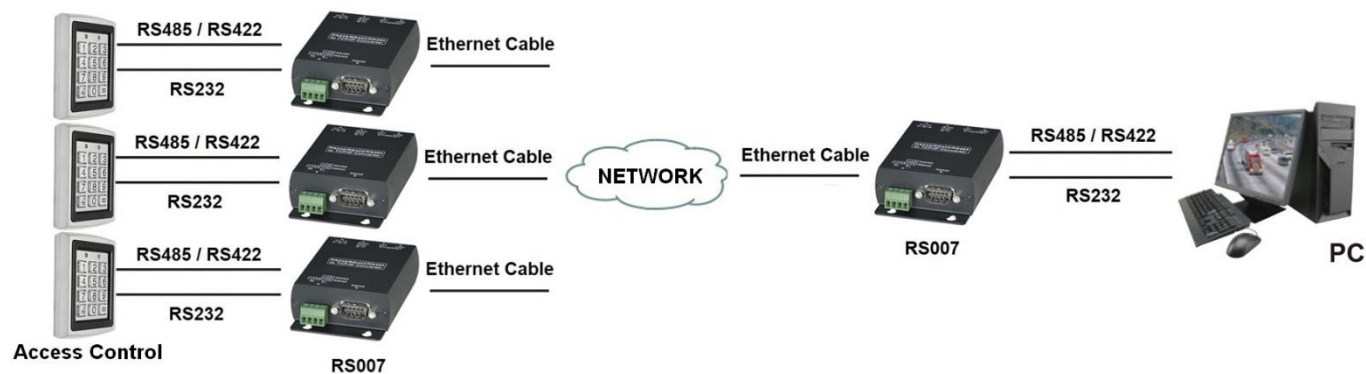 RS485 / RS422
RS232
Ethernet Cable
RS485 / RS422
RS232
Ethernet Cable
NETWORK
Ethernet Cable
RS485 / RS422
RS232
RS007
PC
RS485 / RS422
RS232
Ethernet Cable
Access Control
RS007